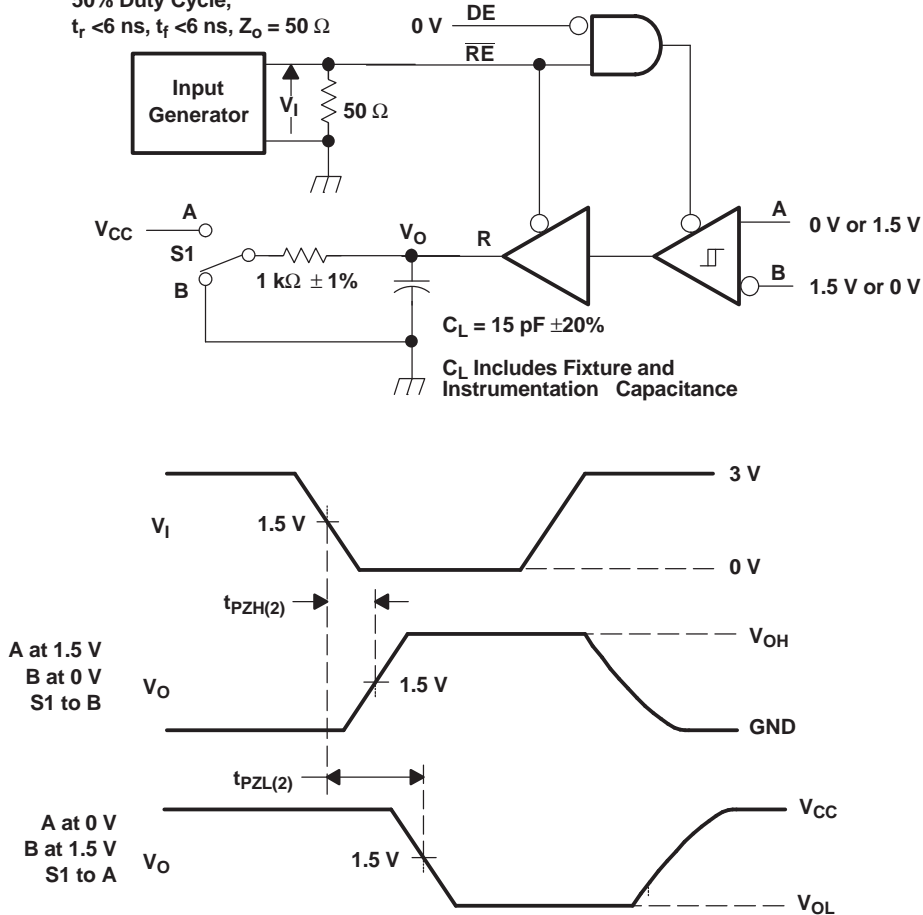 50% Duty Cycle,
tr <6 ns, tf <6 ns, Zo = 50 Ω
0 V
DE
RE
Input
Generator
VI
50 Ω
VCC
A
S1
B
1 kΩ ± 1%
VO
R
A
0 V or 1.5 V
B
1.5 V or 0 V
CL = 15 pF ±20%
CL Includes Fixture and
Instrumentation Capacitance
3 V
VI
1.5 V
0 V
tPZH(2)
VOH
A at 1.5 V
B at 0 V
S1 to B
VO
1.5 V
GND
tPZL(2)
VCC
A at 0 V
B at 1.5 V
S1 to A
VO
1.5 V
VOL